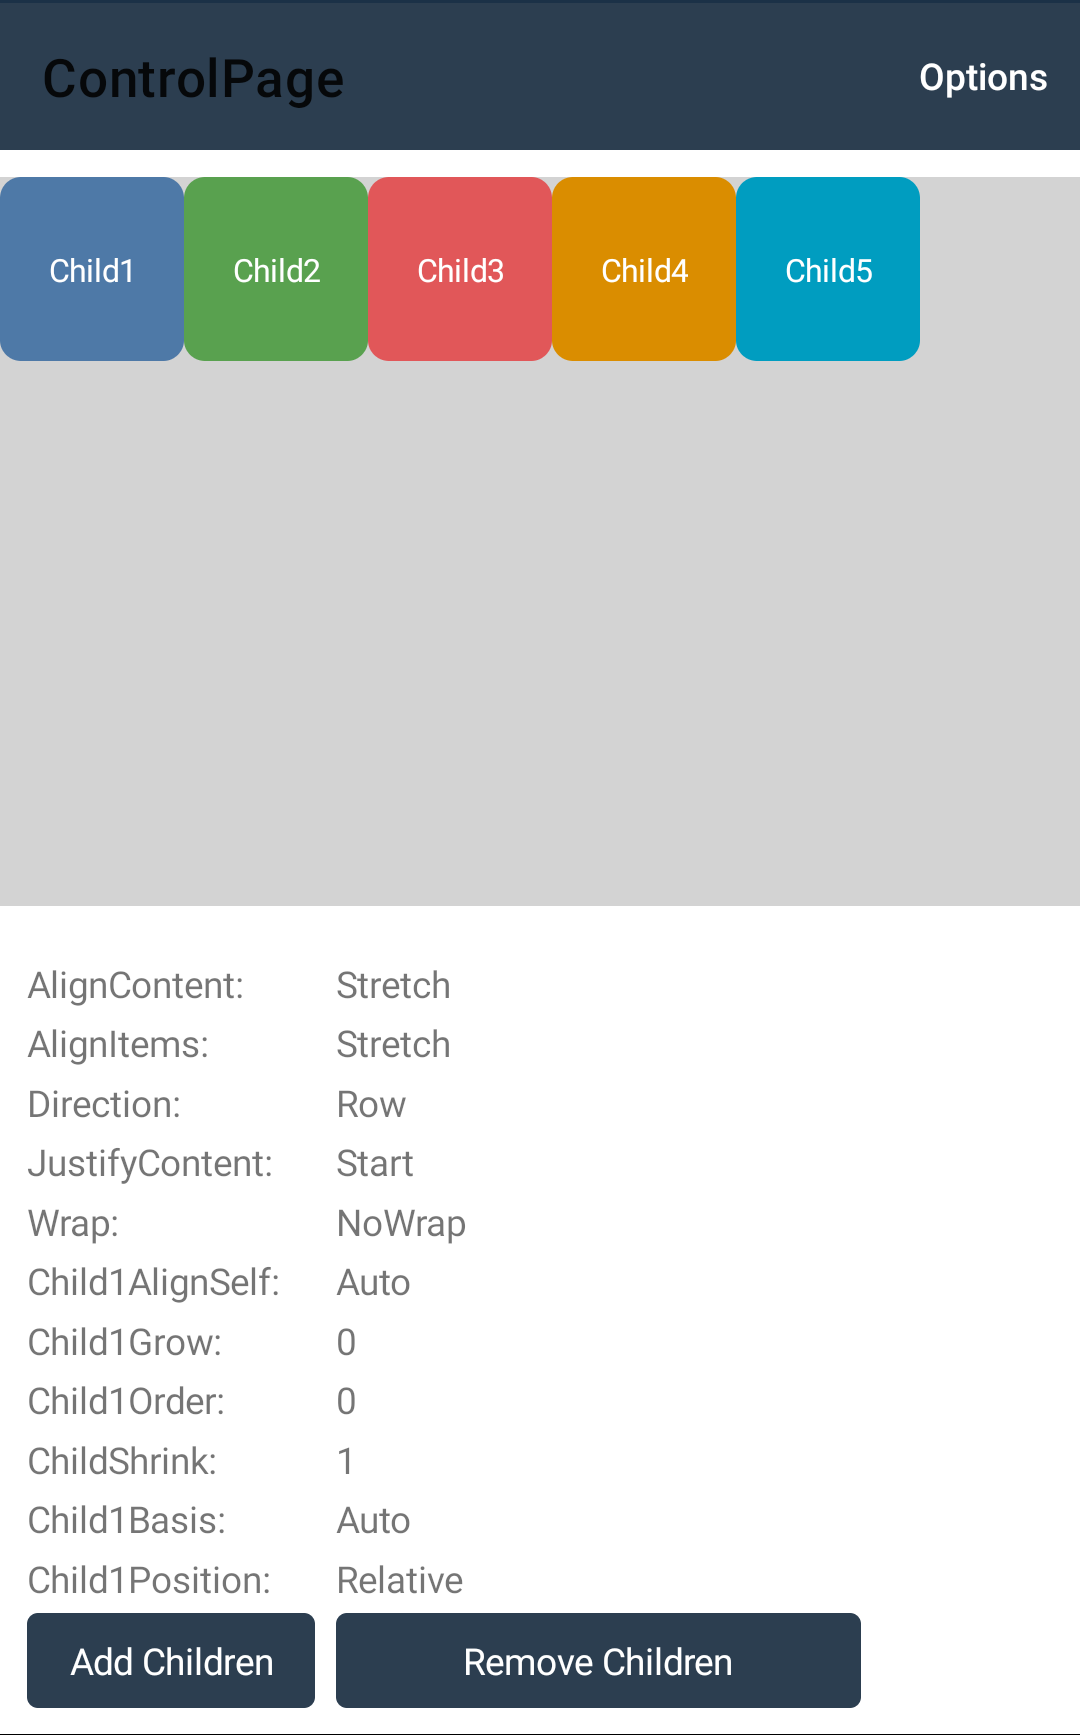 ControlPage Options
Child1 Child2 Child3 Child4 Child5
AlignContent: Stretch
AlignItems: Stretch
Direction: Row
JustifyContent: Start
Wrap: NoWrap
Child1AlignSelf: Auto
Child1Grow: 0
Child1Order: 0
ChildShrink: 1
Child1Basis: Auto
Child1Position: Relative
Add Children Remove Children